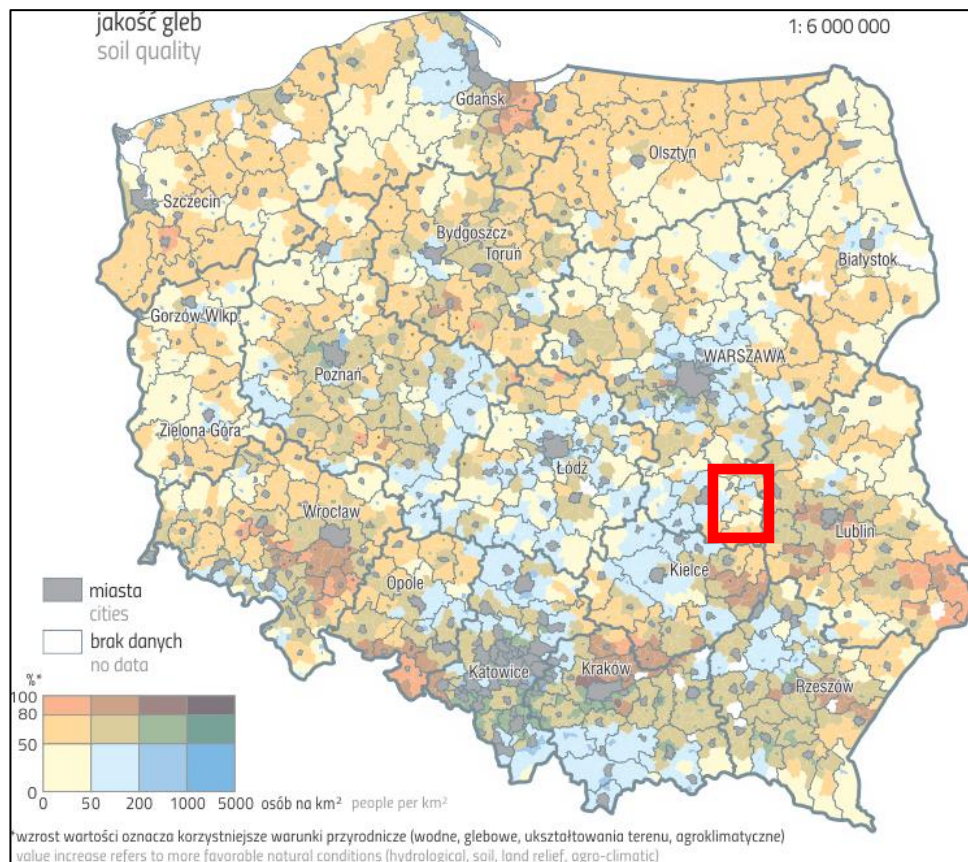 jakość gleb
soil quality
1: 6 000 000
Gdańsk
Olsztyn
Szczecin
Bydgoszcz
Toruń
Białystok
Gorzów Wlkp.
WARSZAWA
Poznań
Zielona Góra
Łódź
Wrocław
Lublin
Kielce
Opole
miasta
cities
brak danych
no data
Katowice
Kraków
Rzeszów
%*
100
80
50
0
0 50 200 1000 5000 osób na km² people per km²
*wzrost wartości oznacza korzystniejsze warunki przyrodnicze (wodne, glebowe, ukształtowania terenu, agroklimatyczne)
value increase refers to more favorable natural conditions (hydrological, soil, land relief, agro-climatic)